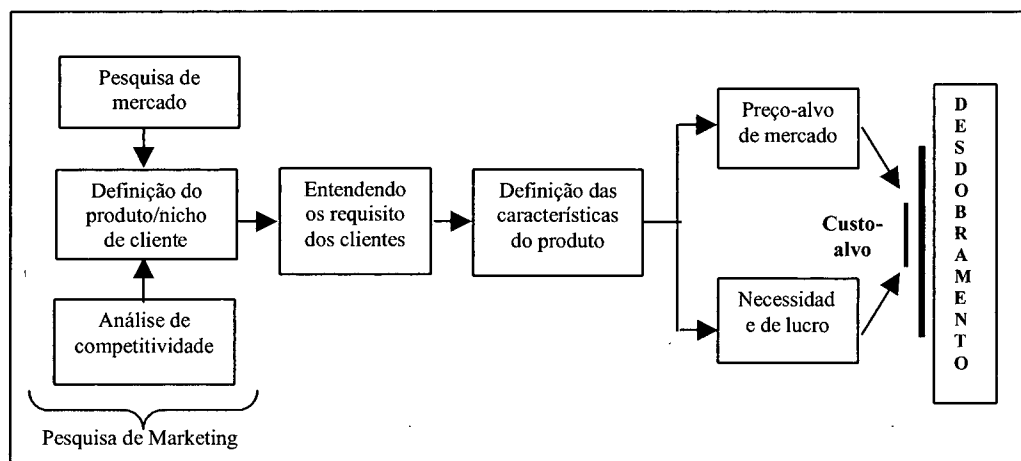 Pesquisa de
mercado
Definição do
produto/nicho
de cliente
Análise de
competitividade
Pesquisa de Marketing
Entendendo
os requisito
dos clientes
Definição das
características
do produto
Preço-alvo
de mercado
Necessidad
e de lucro
Custo-
alvo
DESDOBRAMENTO